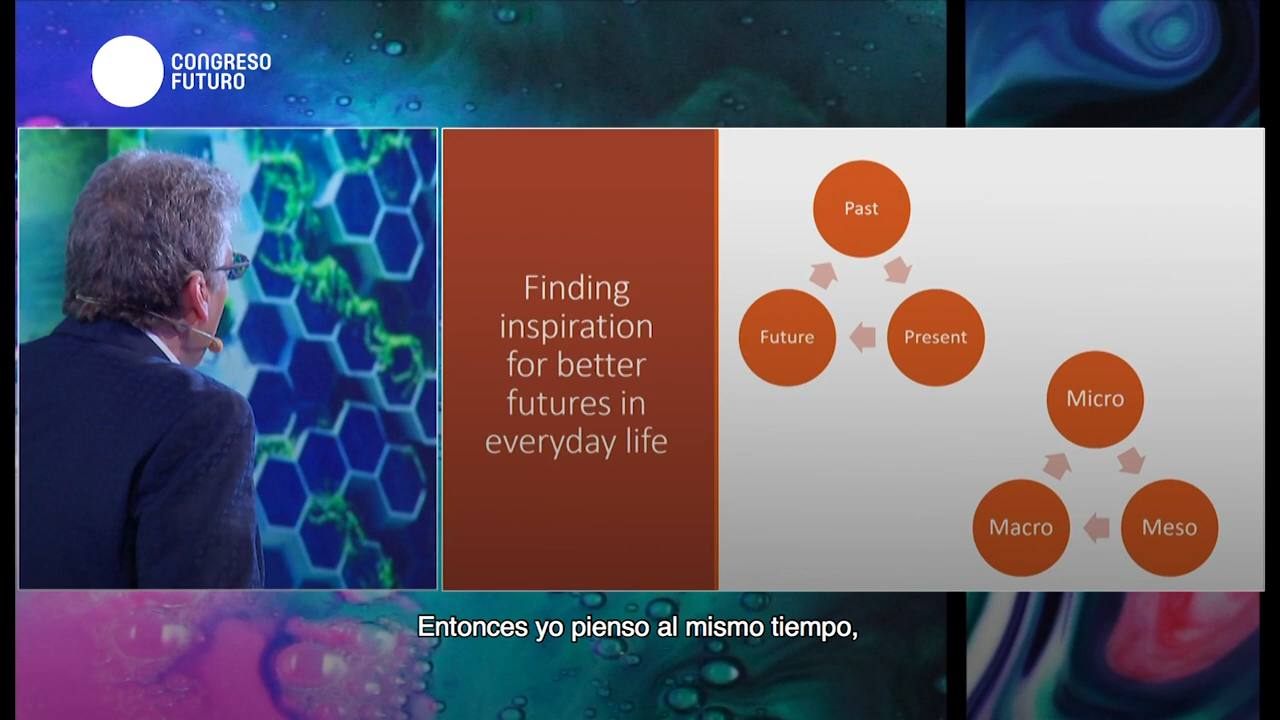 CONGRESO
FUTURO
Finding
inspiration
for better
futures in
everyday life
Past
Future
Present
Micro
Macro
Meso
Entonces yo pienso al mismo tiempo,